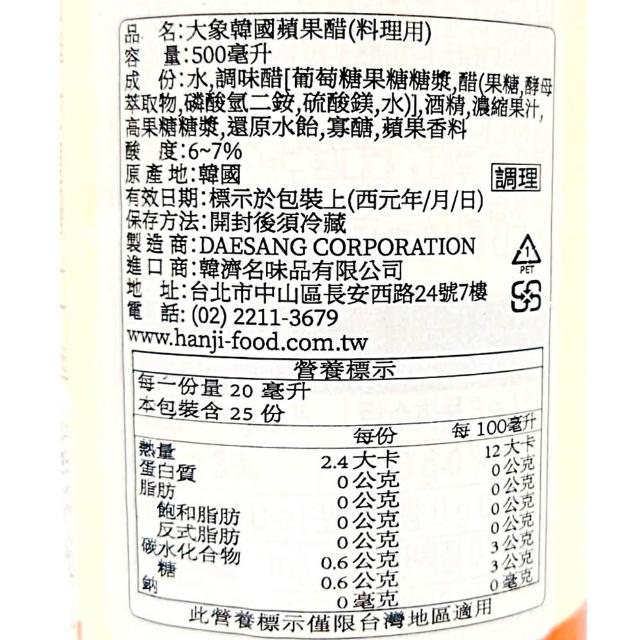 品　名:大象韓國蘋果醋(料理用)
容　量:500毫升
成　份:水,調味醋[葡萄糖果糖糖漿,醋(果糖,酵母
萃取物,磷酸氫二銨,硫酸鎂,水)],酒精,濃縮果汁,
高果糖糖漿,還原水飴,寡醣,蘋果香料
酸　度:6~7%
原產地:韓國
調理
有效日期:標示於包裝上(西元年/月/日)
保存方法:開封後須冷藏
製造商:DAESANG CORPORATION
進口商:韓濟名味品有限公司
1
PET
地　址:台北市中山區長安西路24號7樓
電　話:(02) 2211-3679
www.hanji-food.com.tw
營養標示
每一份量 20 毫升
本包裝含 25 份
每份 每 100毫升
熱量 2.4 大卡 12 大卡
蛋白質 0 公克 0 公克
脂肪 0 公克 0 公克
飽和脂肪 0 公克 0 公克
反式脂肪 0 公克 0 公克
碳水化合物 0.6 公克 3 公克
糖 0.6 公克 3 公克
鈉 0 毫克 0 毫克
此營養標示僅限台灣地區適用